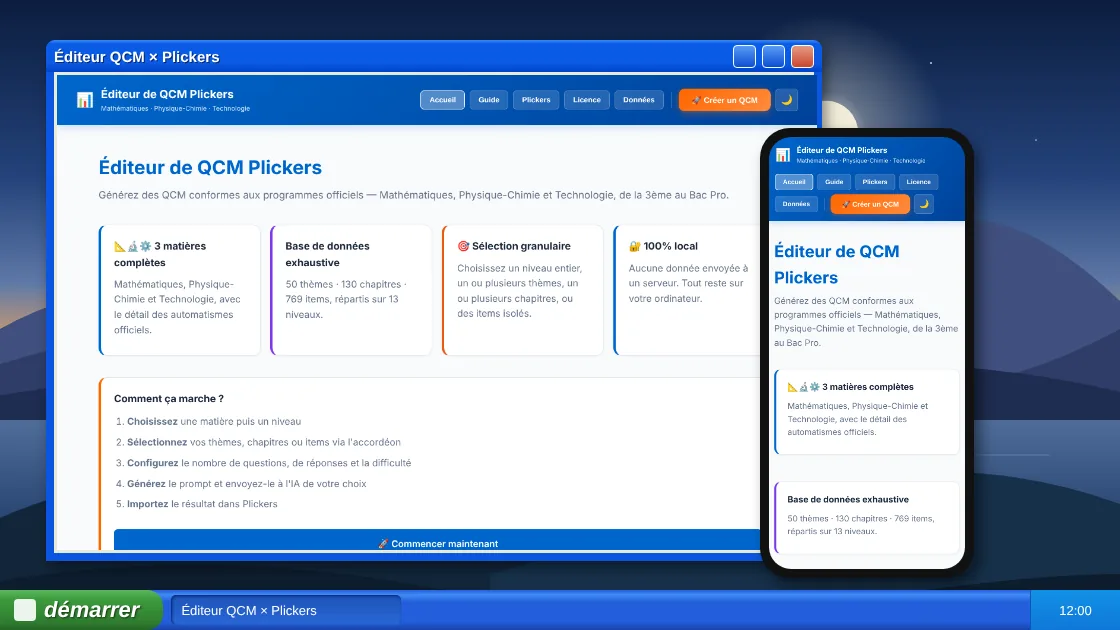 Éditeur QCM × Plickers
📊 Éditeur de QCM Plickers
Mathématiques · Physique-Chimie · Technologie
Accueil
Guide
Plickers
Licence
Données
🚀 Créer un QCM
🌙
Éditeur de QCM Plickers
Générez des QCM conformes aux programmes officiels — Mathématiques, Physique-Chimie et Technologie, de la 3ème au Bac Pro.
📐🔬⚙️ 3 matières
complètes
Mathématiques, Physique-
Chimie et Technologie, avec
le détail des automatismes
officiels.
Base de données
exhaustive
50 thèmes · 130 chapitres ·
769 items, répartis sur 13
niveaux.
🎯 Sélection granulaire
Choisissez un niveau entier,
un ou plusieurs thèmes, un
ou plusieurs chapitres, ou
des items isolés.
🔐 100% local
Aucune donnée envoyée à
un serveur. Tout reste sur
votre ordinateur.
Comment ça marche ?
1. Choisissez une matière puis un niveau
2. Sélectionnez vos thèmes, chapitres ou items via l'accordéon
3. Configurez le nombre de questions, de réponses et la difficulté
4. Générez le prompt et envoyez-le à l'IA de votre choix
5. Importez le résultat dans Plickers
🚀 Commencer maintenant
📊 Éditeur de QCM Plickers
Mathématiques · Physique-Chimie · Technologie
Accueil
Guide
Plickers
Licence
Données
🚀 Créer un QCM
🌙
Éditeur de QCM
Plickers
Générez des QCM conformes aux
programmes officiels — Mathématiques,
Physique-Chimie et Technologie, de la 3ème
au Bac Pro.
📐🔬⚙️ 3 matières complètes
Mathématiques, Physique-Chimie et
Technologie, avec le détail des
automatismes officiels.
Base de données exhaustive
50 thèmes · 130 chapitres · 769 items,
répartis sur 13 niveaux.
démarrer
Éditeur QCM × Plickers
12:00